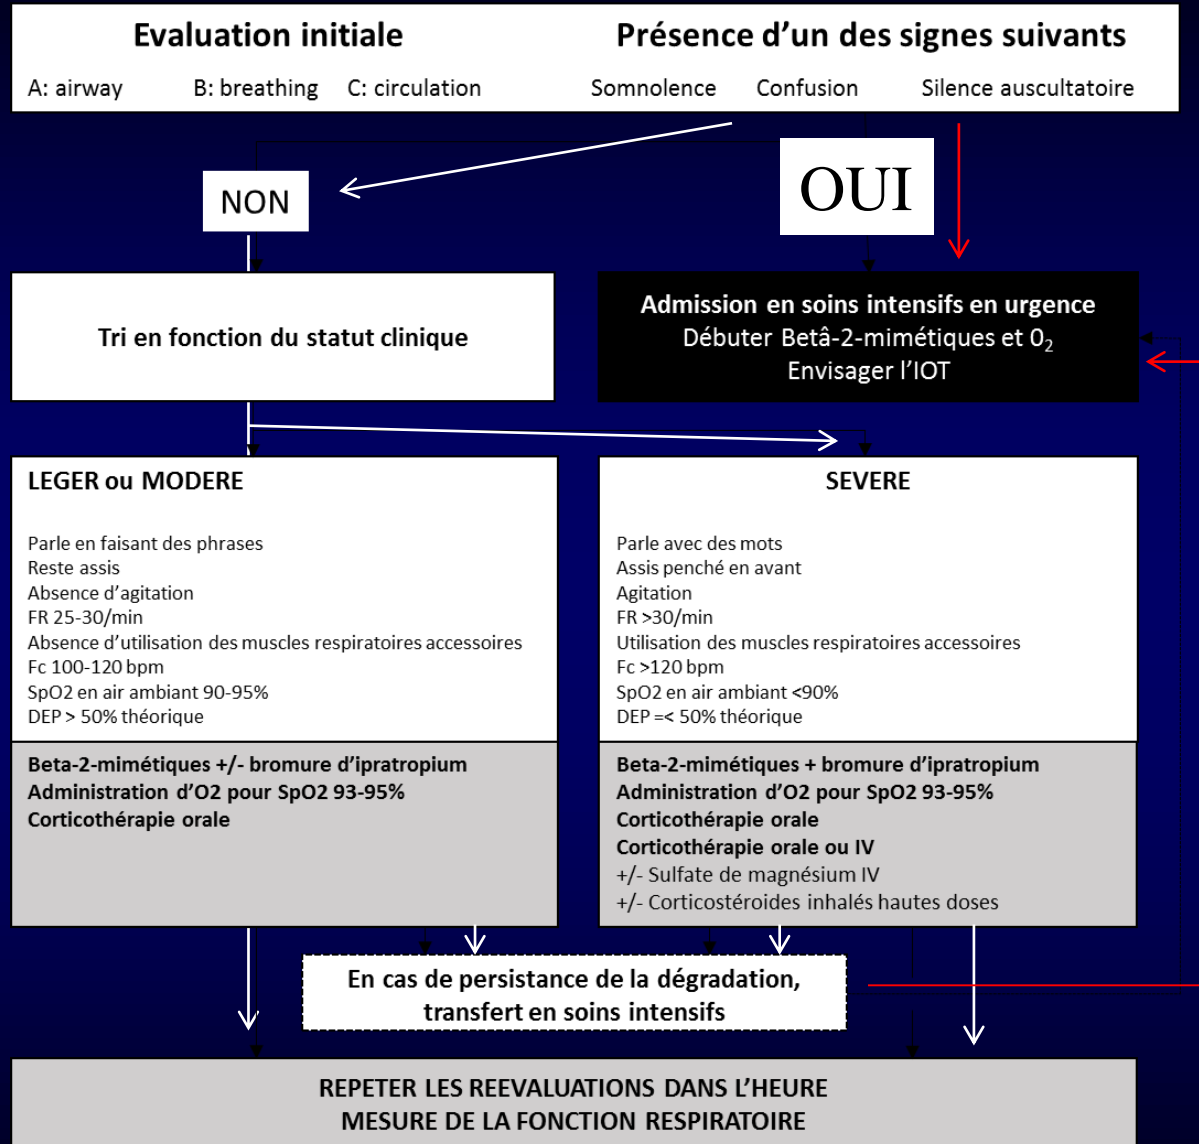 Evaluation initiale
A: airway B: breathing C: circulation
Présence d’un des signes suivants
Somnolence Confusion Silence auscultatoire
NON
OUI
Tri en fonction du statut clinique
Admission en soins intensifs en urgence
Débuter Betâ-2-mimétiques et 0₂
Envisager l’IOT
LEGER ou MODERE
Parle en faisant des phrases
Reste assis
Absence d’agitation
FR 25-30/min
Absence d’utilisation des muscles respiratoires accessoires
Fc 100-120 bpm
SpO2 en air ambiant 90-95%
DEP > 50% théorique
Beta-2-mimétiques +/- bromure d’ipratropium
Administration d’O2 pour SpO2 93-95%
Corticothérapie orale
SEVERE
Parle avec des mots
Assis penché en avant
Agitation
FR >30/min
Utilisation des muscles respiratoires accessoires
Fc >120 bpm
SpO2 en air ambiant <90%
DEP =< 50% théorique
Beta-2-mimétiques + bromure d’ipratropium
Administration d’O2 pour SpO2 93-95%
Corticothérapie orale
Corticothérapie orale ou IV
+/- Sulfate de magnésium IV
+/- Corticostéroides inhalés hautes doses
En cas de persistance de la dégradation,
transfert en soins intensifs
REPETER LES REEVALUATIONS DANS L’HEURE
MESURE DE LA FONCTION RESPIRATOIRE